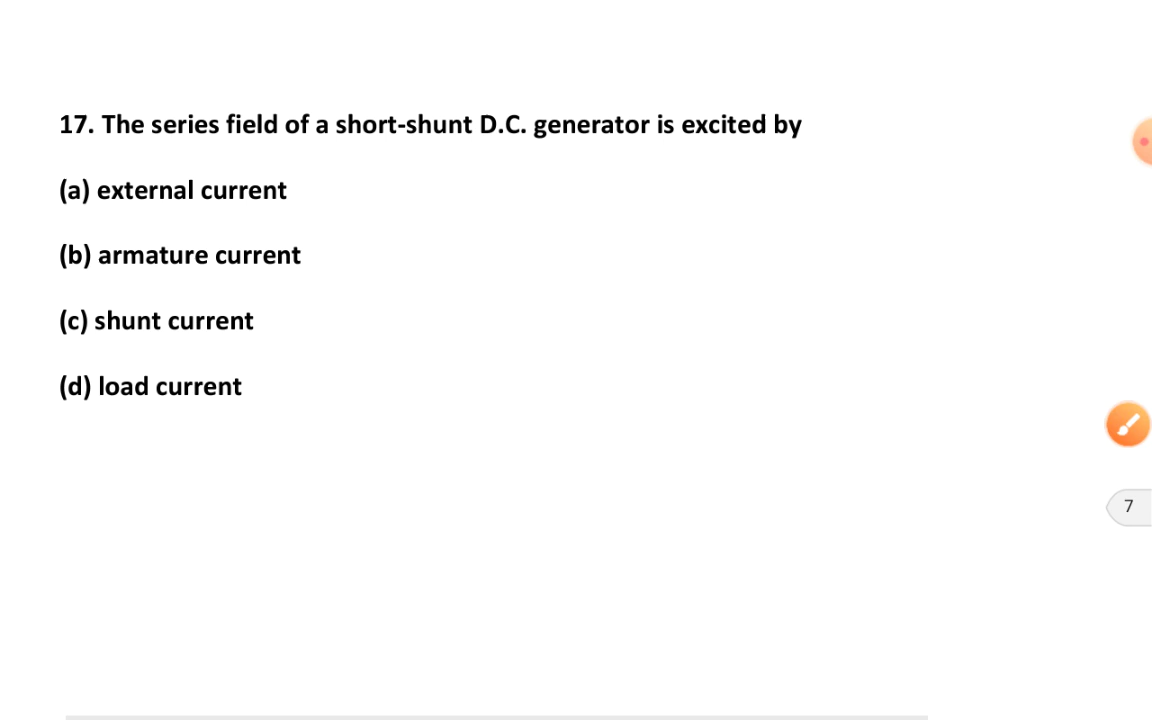 17. The series field of a short-shunt D.C. generator is excited by
(a) external current
(b) armature current
(c) shunt current
(d) load current
7